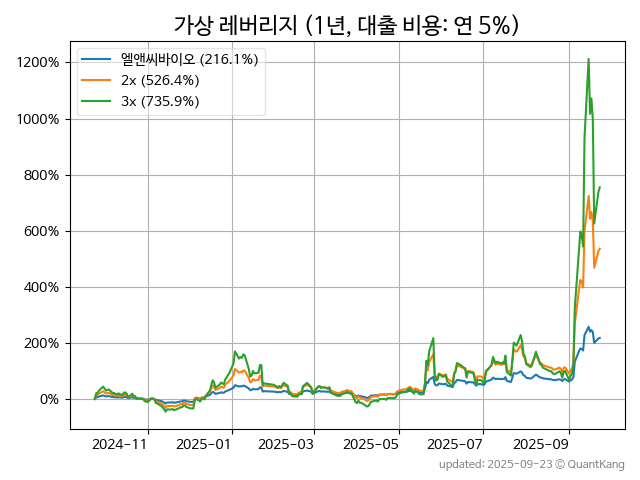 가상 레버리지 (1년, 대출 비용: 연 5%)
엘앤씨바이오 (216.1%)
2x (526.4%)
3x (735.9%)
1200%
1000%
800%
600%
400%
200%
0%
2024-11
2025-01
2025-03
2025-05
2025-07
2025-09
updated: 2025-09-23 © QuantKang